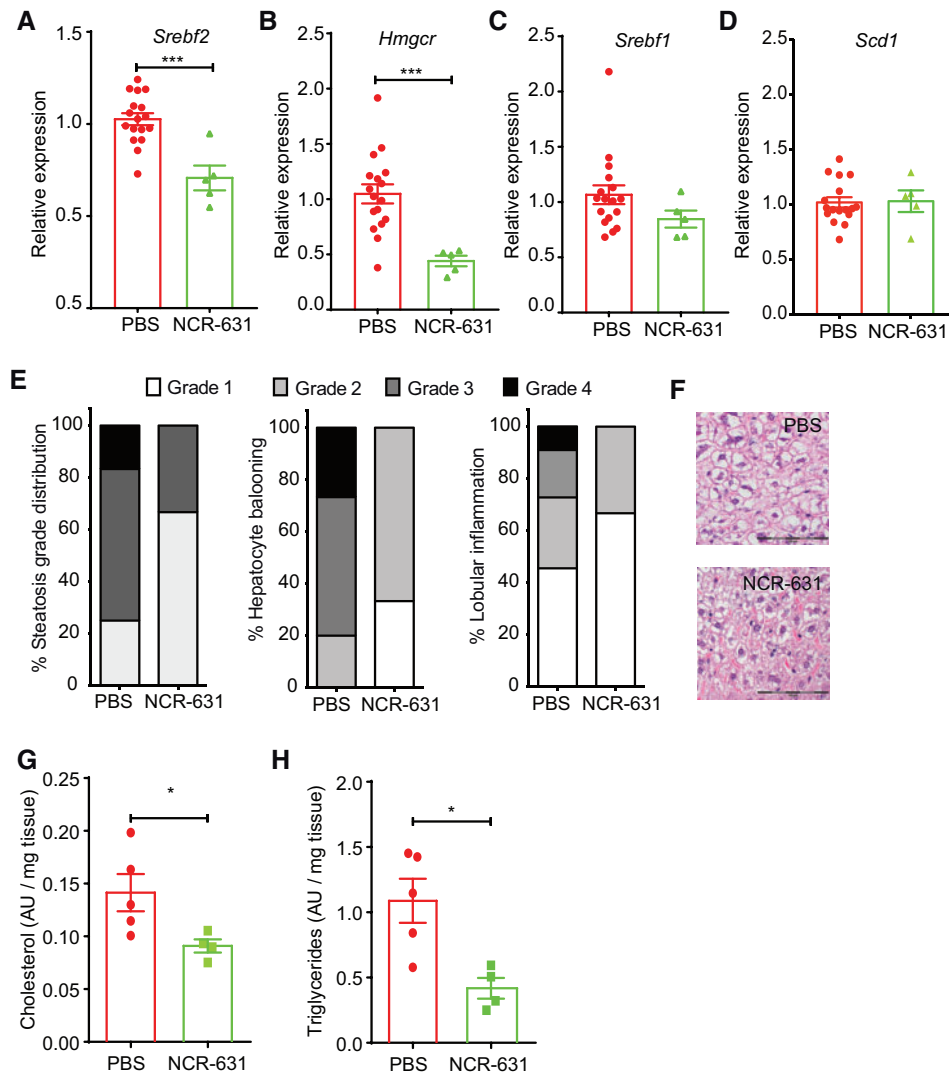 A
Srebf2
***
Relative expression
1.5
1.0
0.5
0.5
PBS NCR-631
B
Hmgcr
***
Relative expression
2.5
2.0
1.5
1.0
0.5
0.0
PBS NCR-631
C
Srebf1
Relative expression
2.5
2.0
1.5
1.0
0.5
0.0
PBS NCR-631
D
Scd1
Relative expression
2.5
2.0
1.5
1.0
0.5
0.0
PBS NCR-631
E
Grade 1 Grade 2 Grade 3 Grade 4
% Steatosis grade distribution
100
80
60
40
20
0
PBS NCR-631
% Hepatocyte balooning
100
80
60
40
20
0
PBS NCR-631
% Lobular inflammation
100
80
60
40
20
0
PBS NCR-631
F
PBS
NCR-631
G
Cholesterol (AU / mg tissue)
0.25
0.20
0.15
0.10
0.05
0.00
*
PBS NCR-631
H
Triglycerides (AU / mg tissue)
2.0
1.5
1.0
0.5
0.0
*
PBS NCR-631